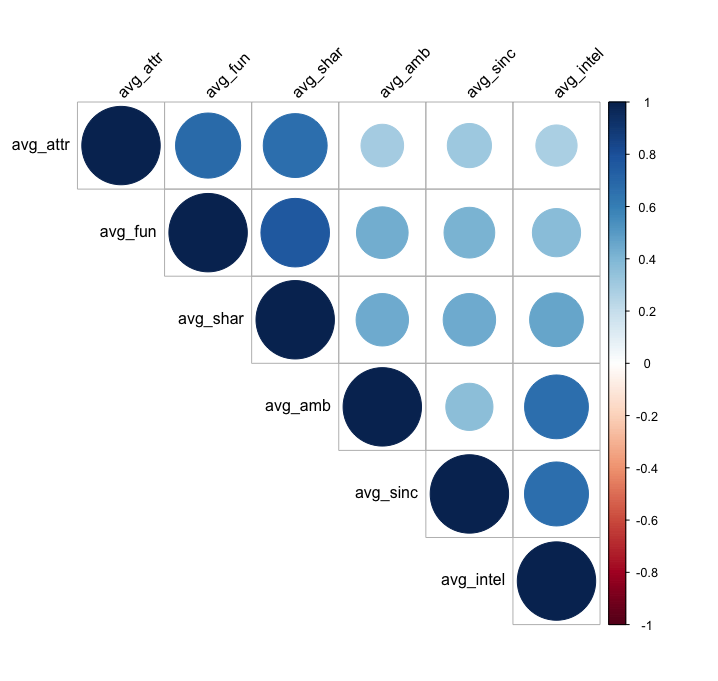 avg_attr
avg_fun
avg_shar
avg_amb
avg_sinc
avg_intel
avg_attr
avg_fun
avg_shar
avg_amb
avg_sinc
avg_intel
1
0.8
0.6
0.4
0.2
0
-0.2
-0.4
-0.6
-0.8
-1